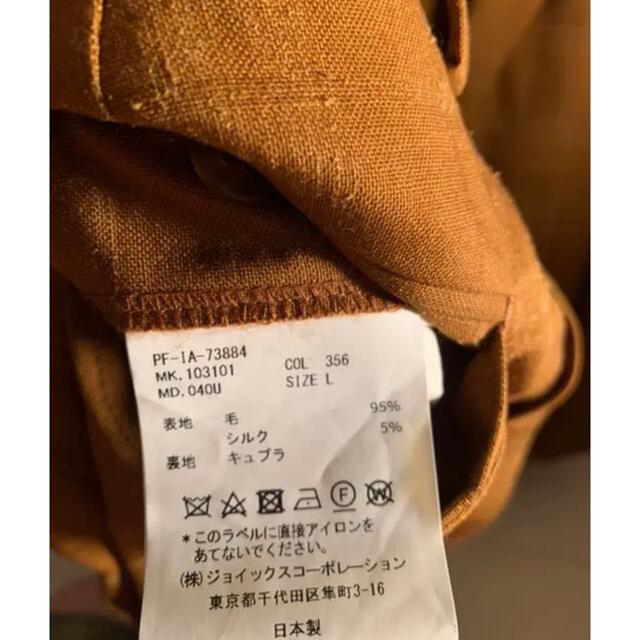 PF-IA-73884 COL 356
MK.103101 SIZE L
MD.040U
表地 毛 95%
シルク 5%
裏地 キュプラ
F W
*このラベルに直接アイロンを
あてないでください。
(株)ジョイックスコーポレーション
東京都千代田区隼町3-16
日本製